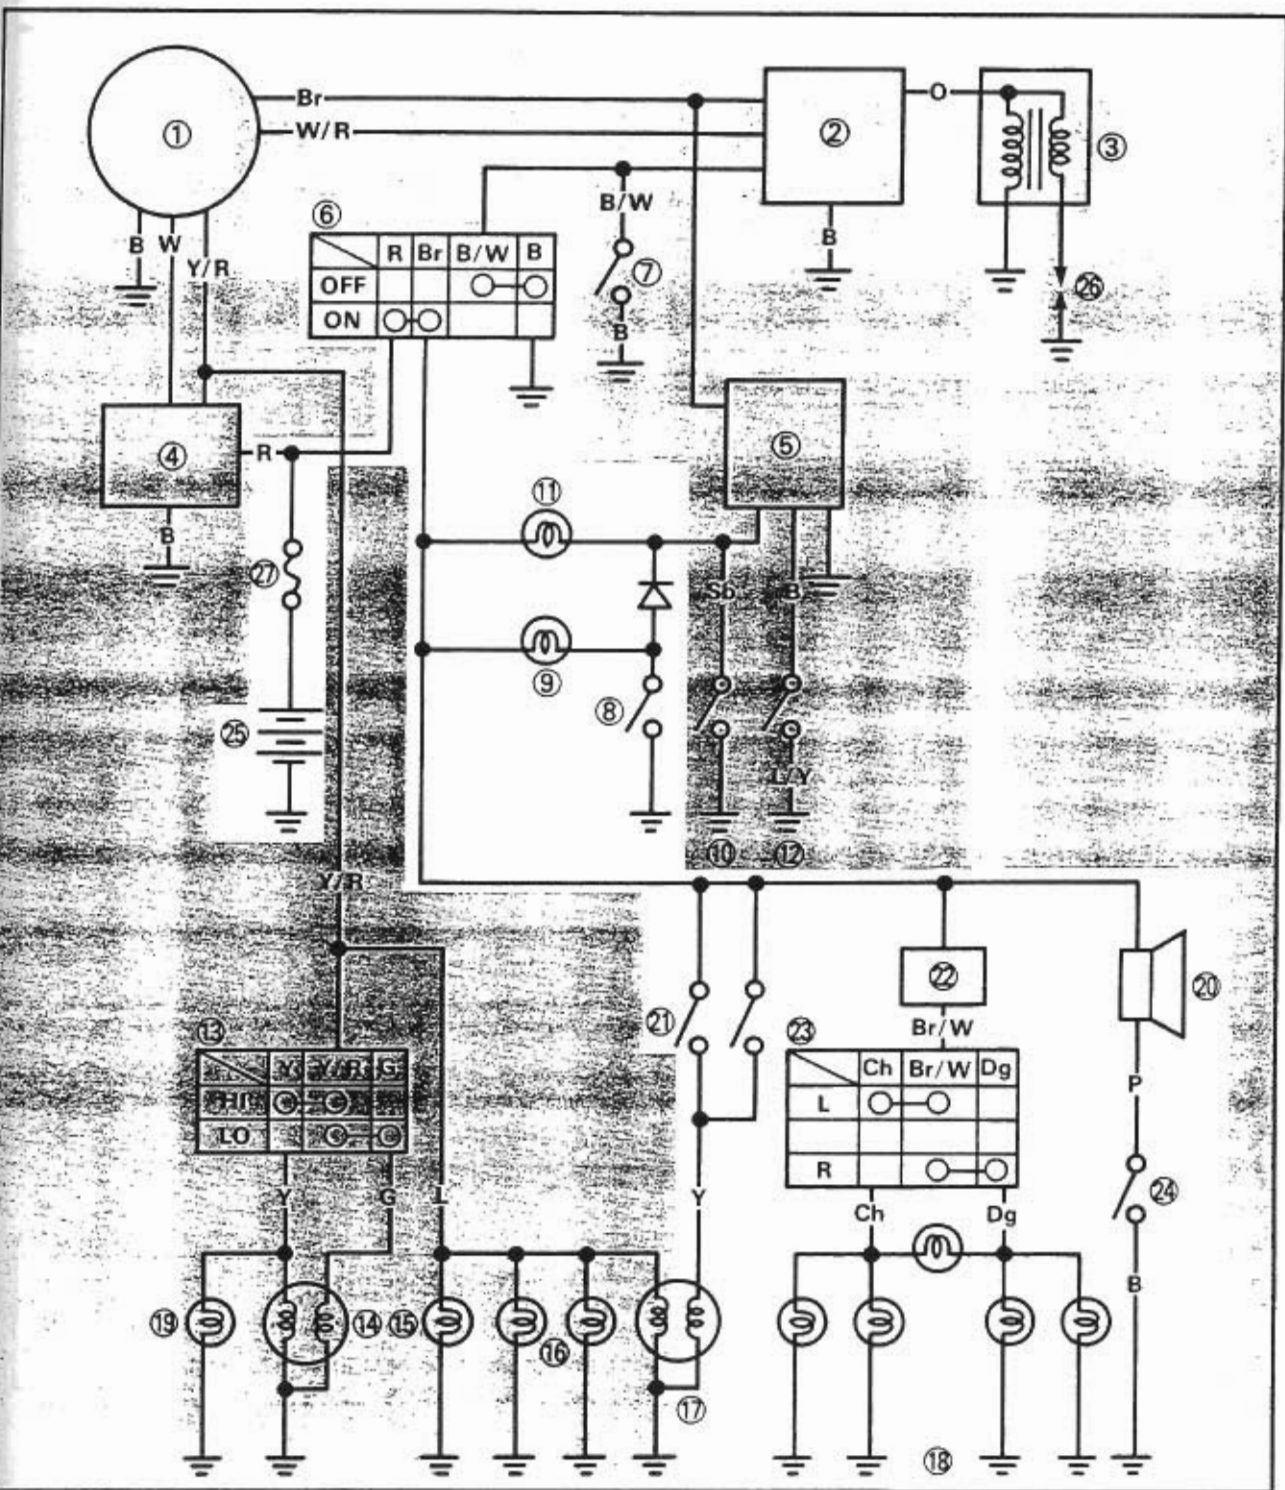 Br
W/R
O
①
②
③
B/W
⑥
B W
Y/R
R Br B/W B
OFF
ON
⑦
B
B
㉖
④
R
⑤
B
⑪
㉗
Sb B
⑨
⑧
㉕
L/Y
⑩ ⑫
Y/R
㉒
⑳
㉑
Br/W
⑬
㉓
Y Y/R G
HI
LO
Ch Br/W Dg
L
R
P
Y G L
Y
㉔
Ch Dg
B
⑲ ⑭ ⑮
⑯
⑰
⑱